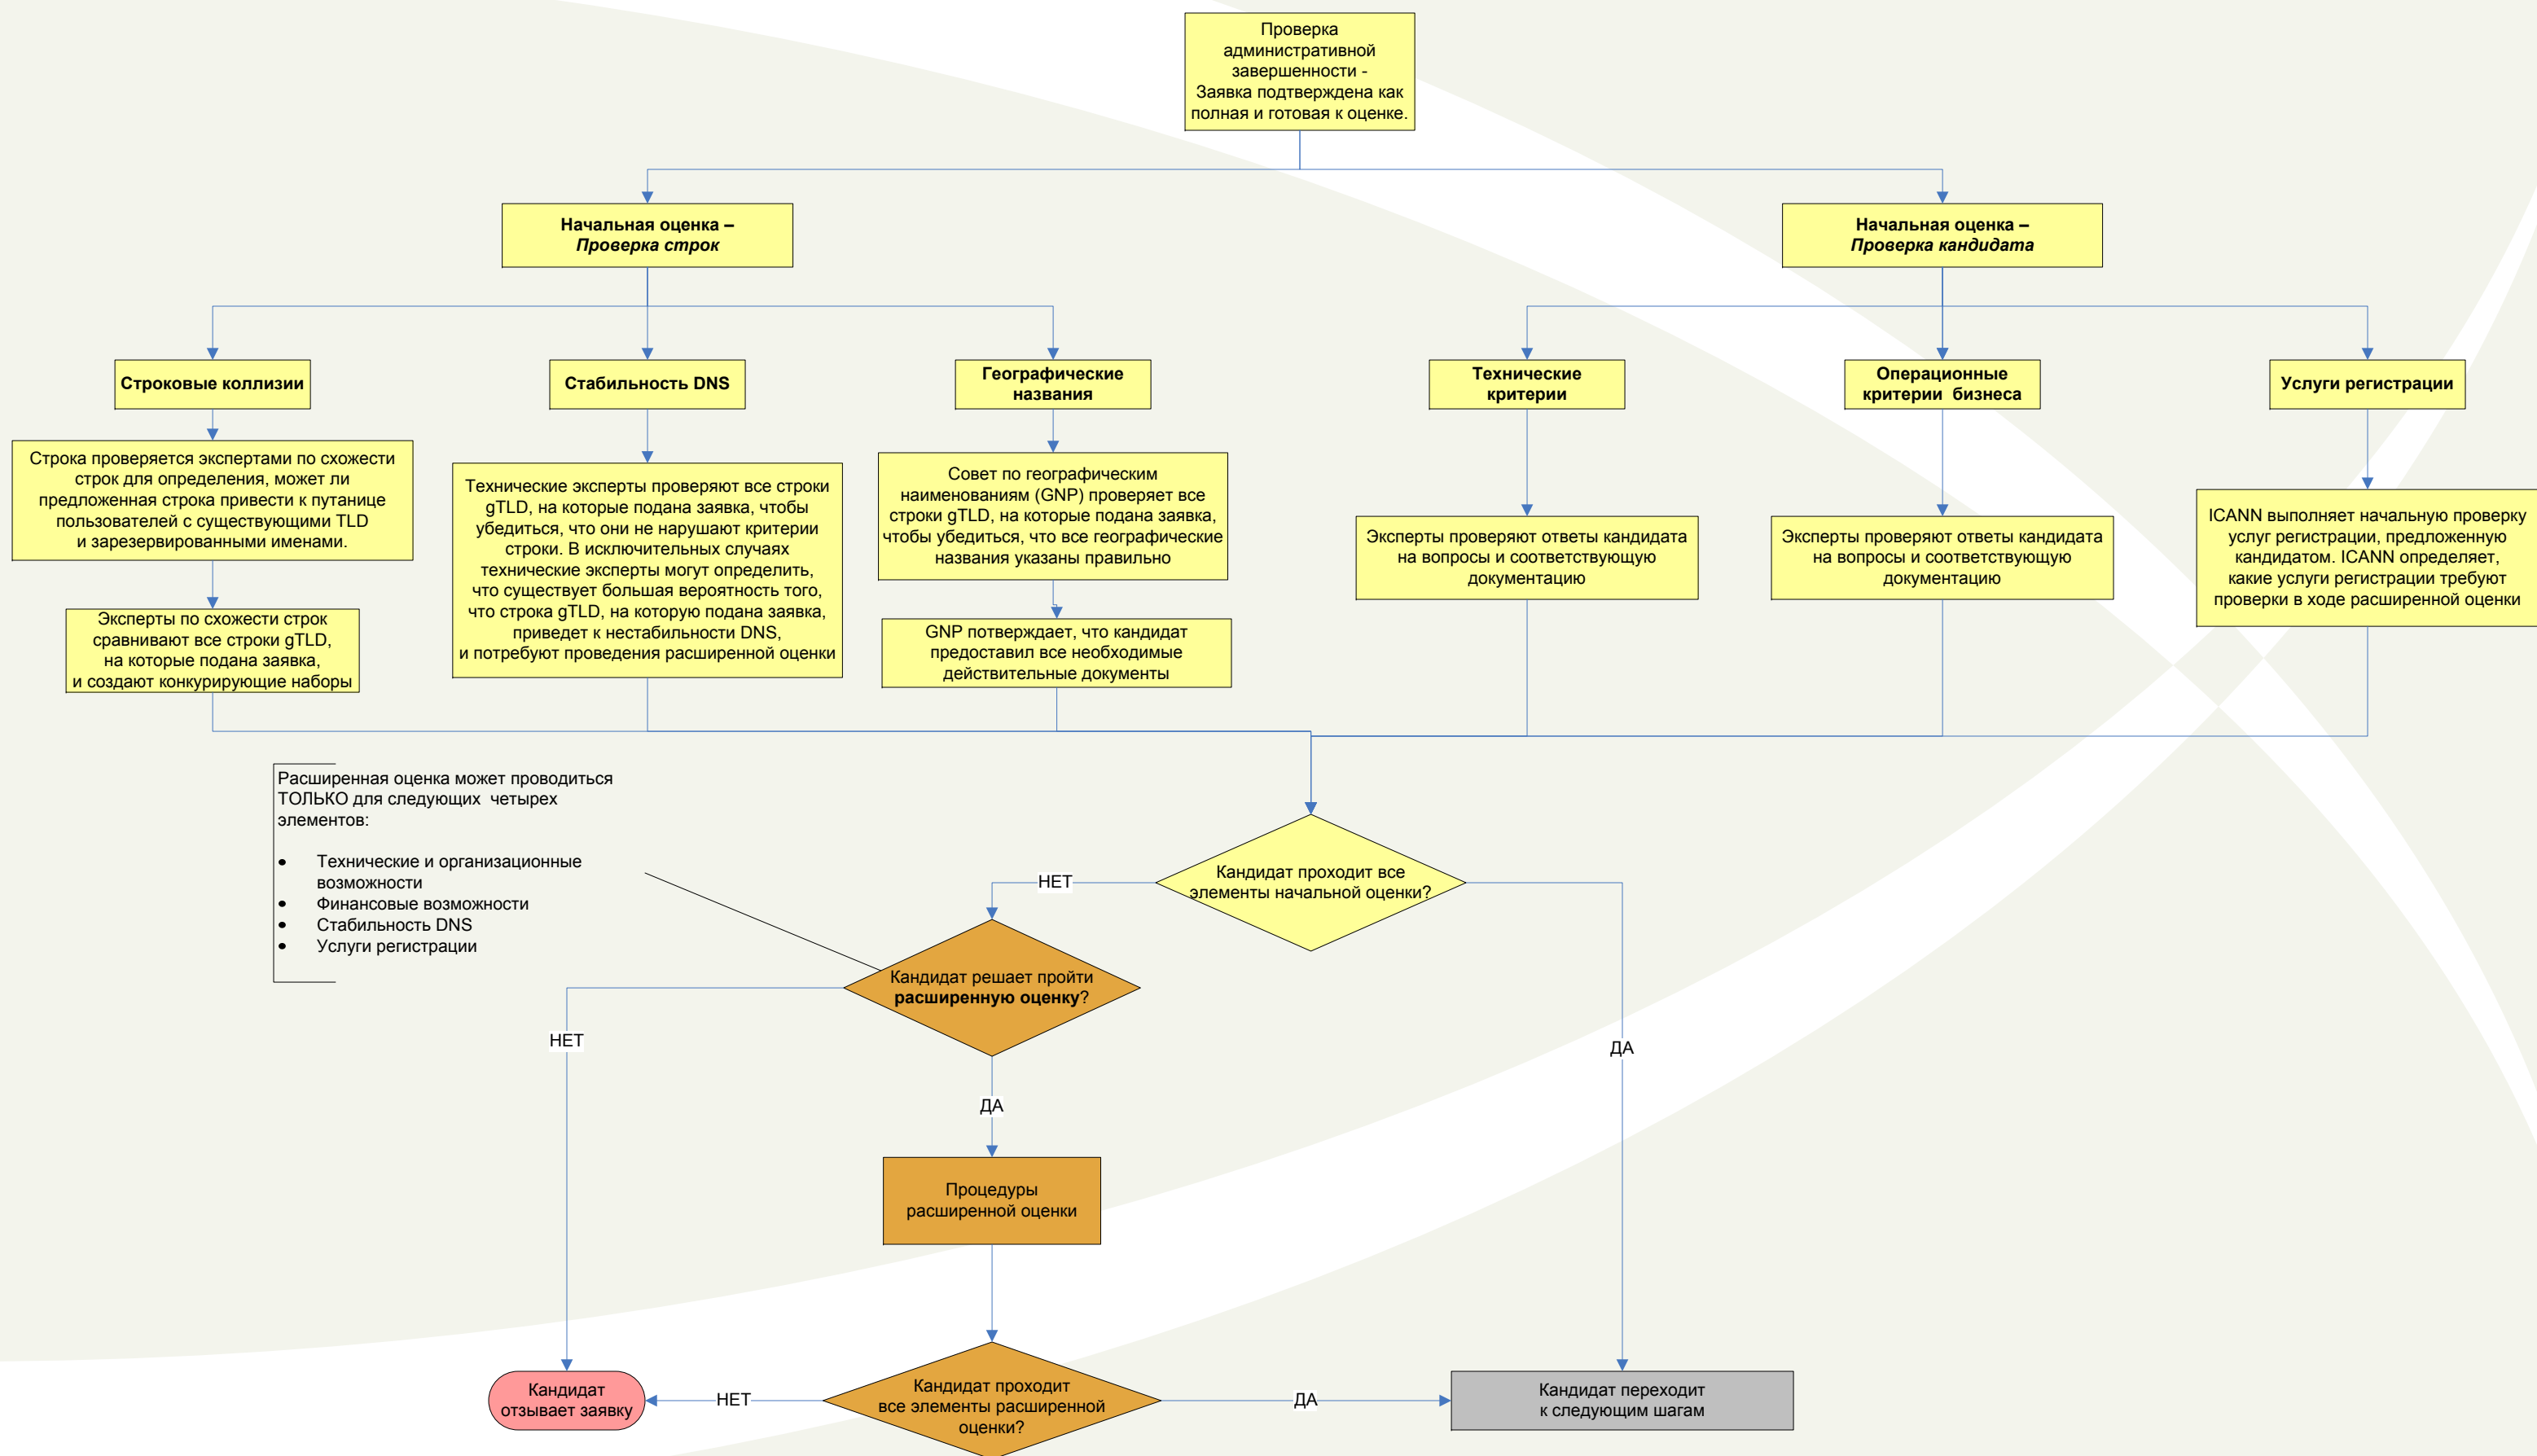 Проверка
административной
завершенности -
Заявка подтверждена как
полная и готовая к оценке.
Начальная оценка –
Проверка строк
Начальная оценка –
Проверка кандидата
Строковые коллизии
Стабильность DNS
Географические
названия
Технические
критерии
Операционные
критерии бизнеса
Услуги регистрации
Строка проверяется экспертами по схожести
строк для определения, может ли
предложенная строка привести к путанице
пользователей с существующими TLD
и зарезервированными именами.
Технические эксперты проверяют все строки
gTLD, на которые подана заявка, чтобы
убедиться, что они не нарушают критерии
строки. В исключительных случаях
технические эксперты могут определить,
что существует большая вероятность того,
что строка gTLD, на которую подана заявка,
приведет к нестабильности DNS,
и потребуют проведения расширенной оценки
Совет по географическим
наименованиям (GNP) проверяет все
строки gTLD, на которые подана заявка,
чтобы убедиться, что все географические
названия указаны правильно
Эксперты проверяют ответы кандидата
на вопросы и соответствующую
документацию
Эксперты проверяют ответы кандидата
на вопросы и соответствующую
документацию
ICANN выполняет начальную проверку
услуг регистрации, предложенную
кандидатом. ICANN определяет,
какие услуги регистрации требуют
проверки в ходе расширенной оценки
Эксперты по схожести строк
сравнивают все строки gTLD,
на которые подана заявка,
и создают конкурирующие наборы
GNP потверждает, что кандидат
предоставил все необходимые
действительные документы
Расширенная оценка может проводиться
ТОЛЬКО для следующих четырех
элементов:
• Технические и организационные
возможности
• Финансовые возможности
• Стабильность DNS
• Услуги регистрации
Кандидат проходит все
элементы начальной оценки?
НЕТ
ДА
Кандидат решает пройти
расширенную оценку?
НЕТ
ДА
Процедуры
расширенной оценки
Кандидат проходит
все элементы расширенной
оценки?
НЕТ
ДА
Кандидат
отзывает заявку
Кандидат переходит
к следующим шагам